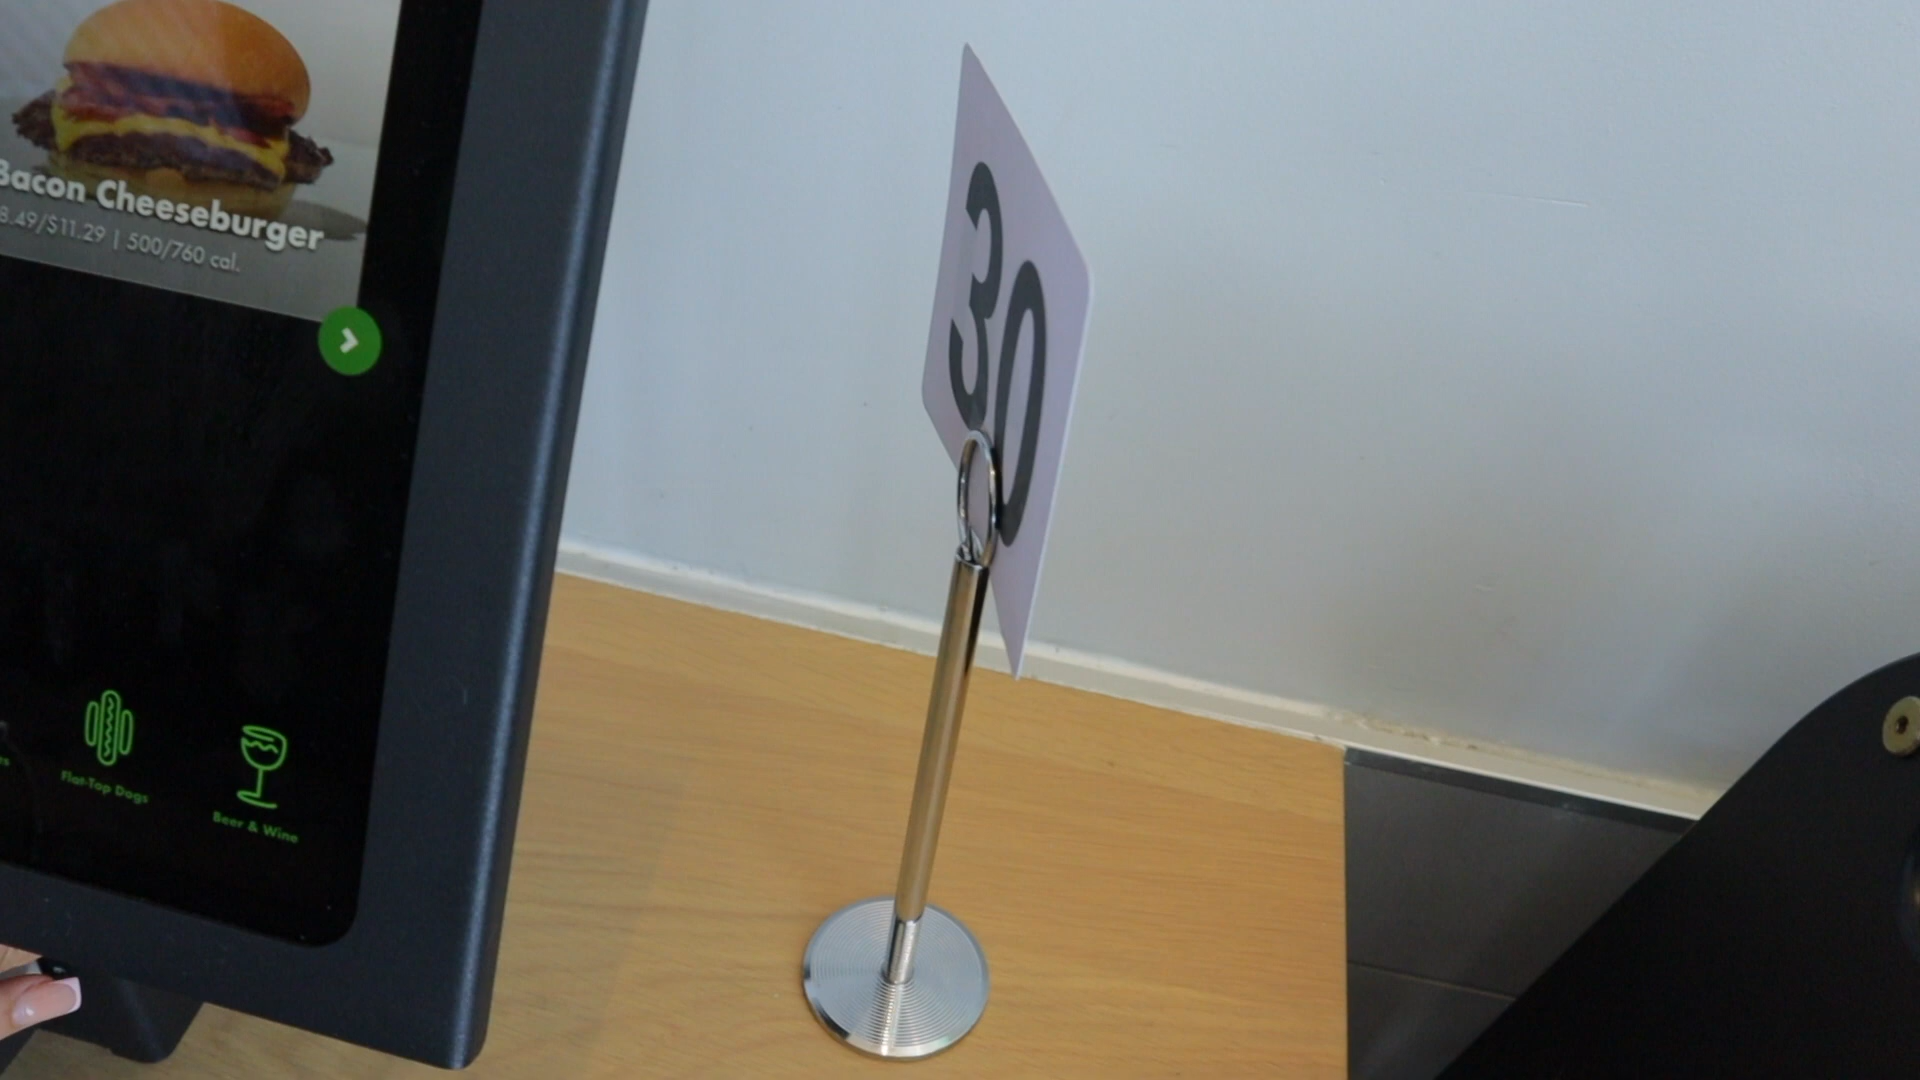 Bacon Cheeseburger
8.49/$11.29 | 500/760 cal.
30
Flat-Top Dogs
Beer & Wine